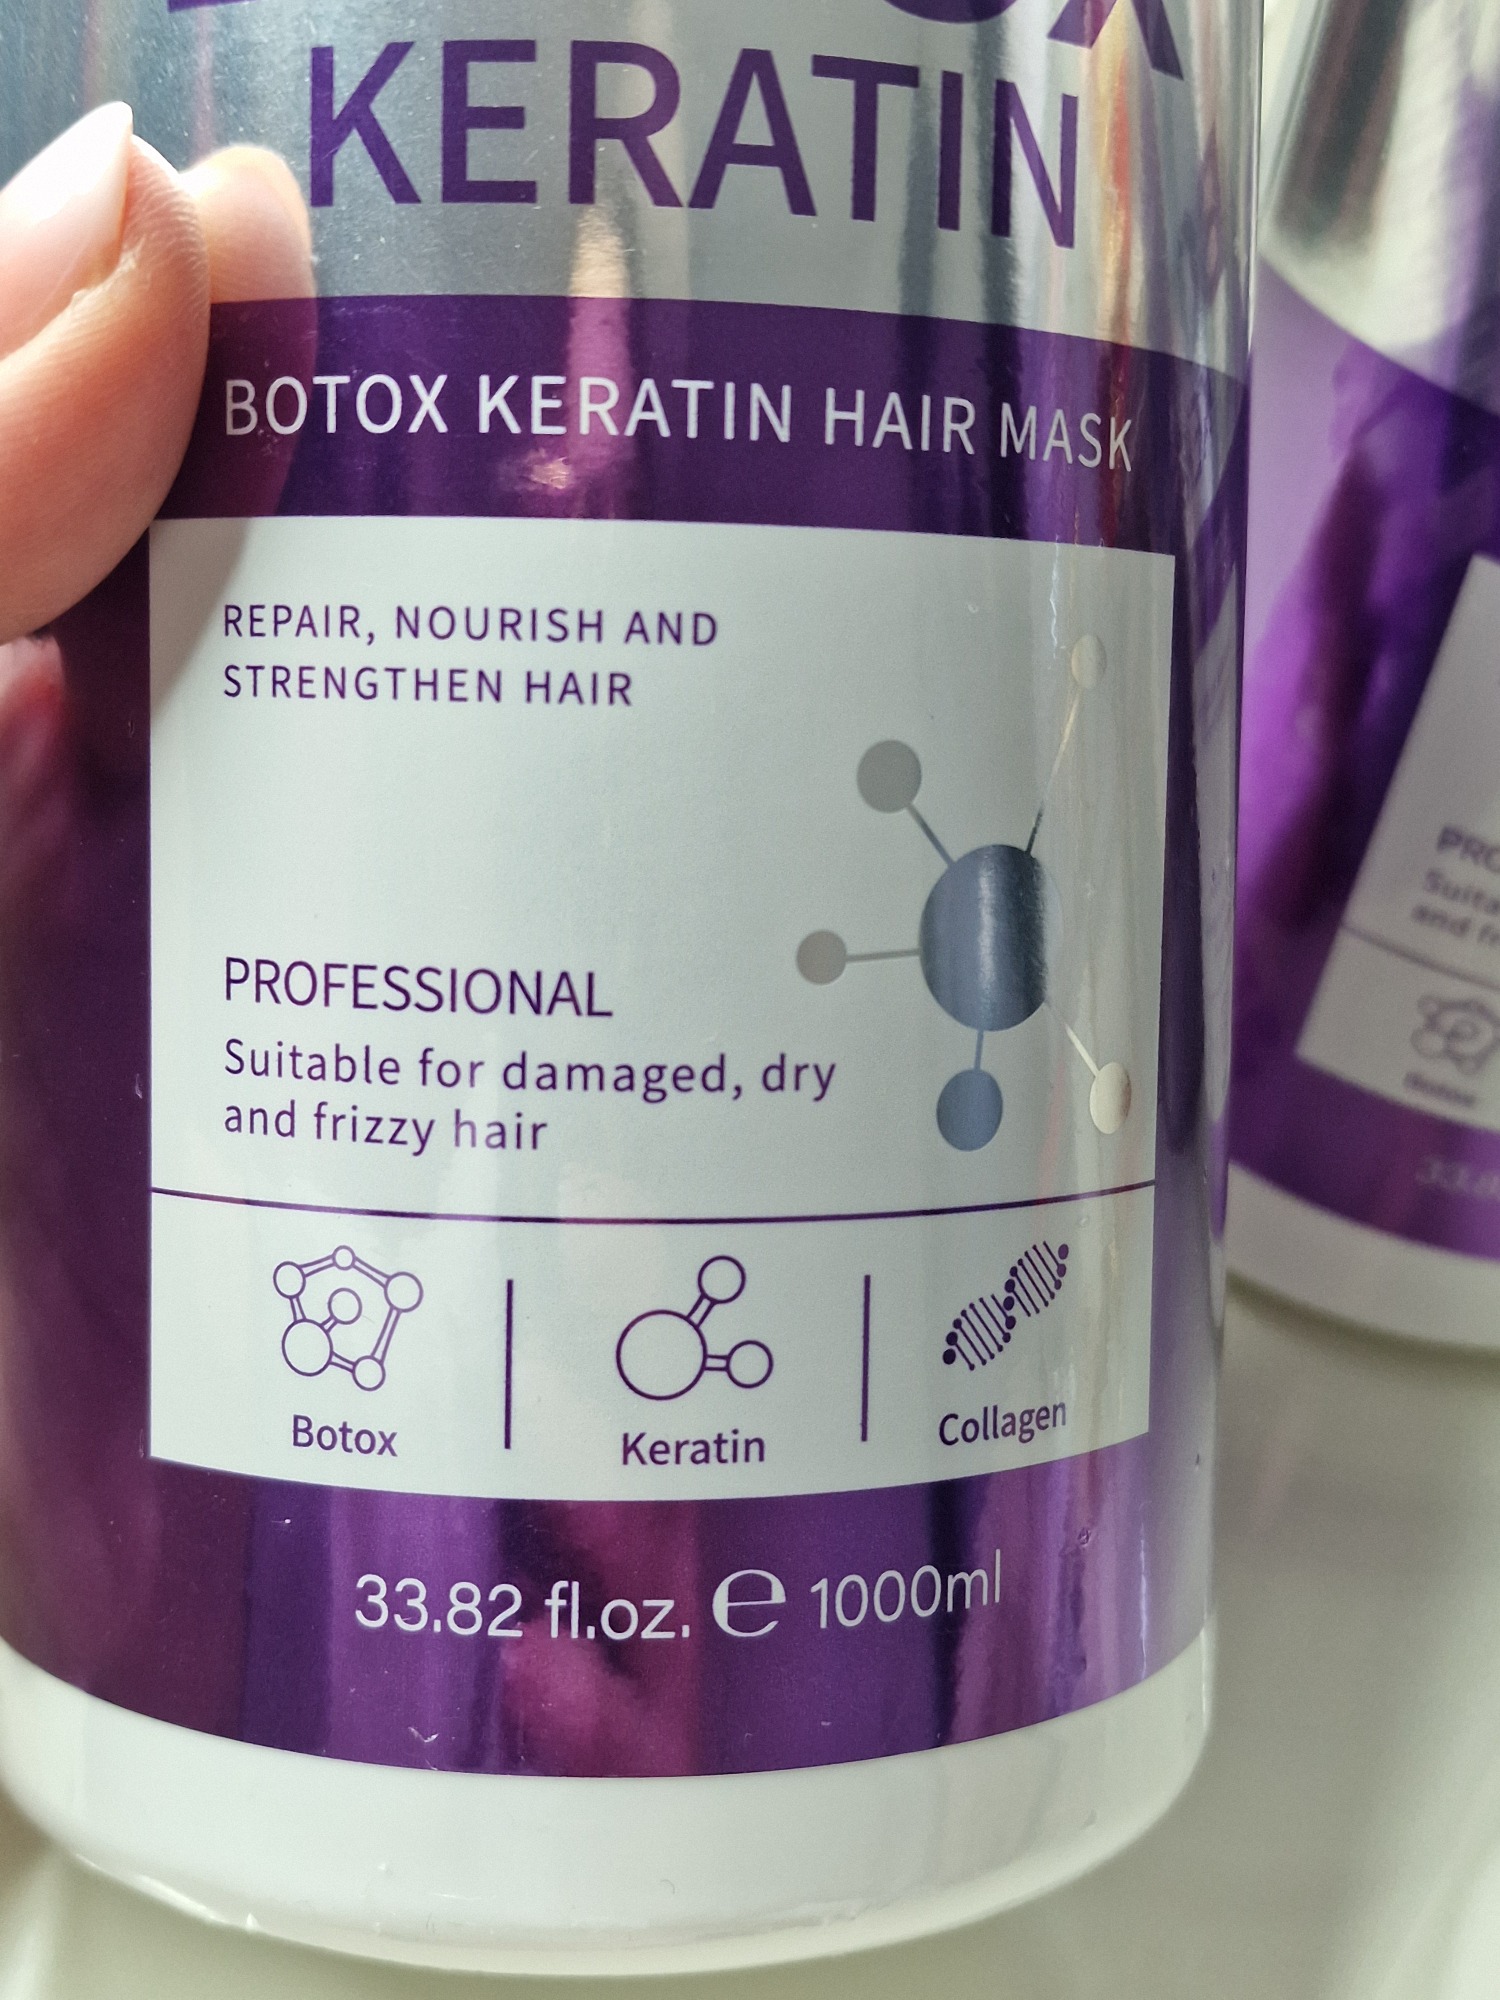 KERATIN
BOTOX KERATIN HAIR MASK
REPAIR, NOURISH AND
STRENGTHEN HAIR
PROFESSIONAL
Suitable for damaged, dry
and frizzy hair
Botox
Keratin
Collagen
33.82 fl.oz. ℮ 1000ml